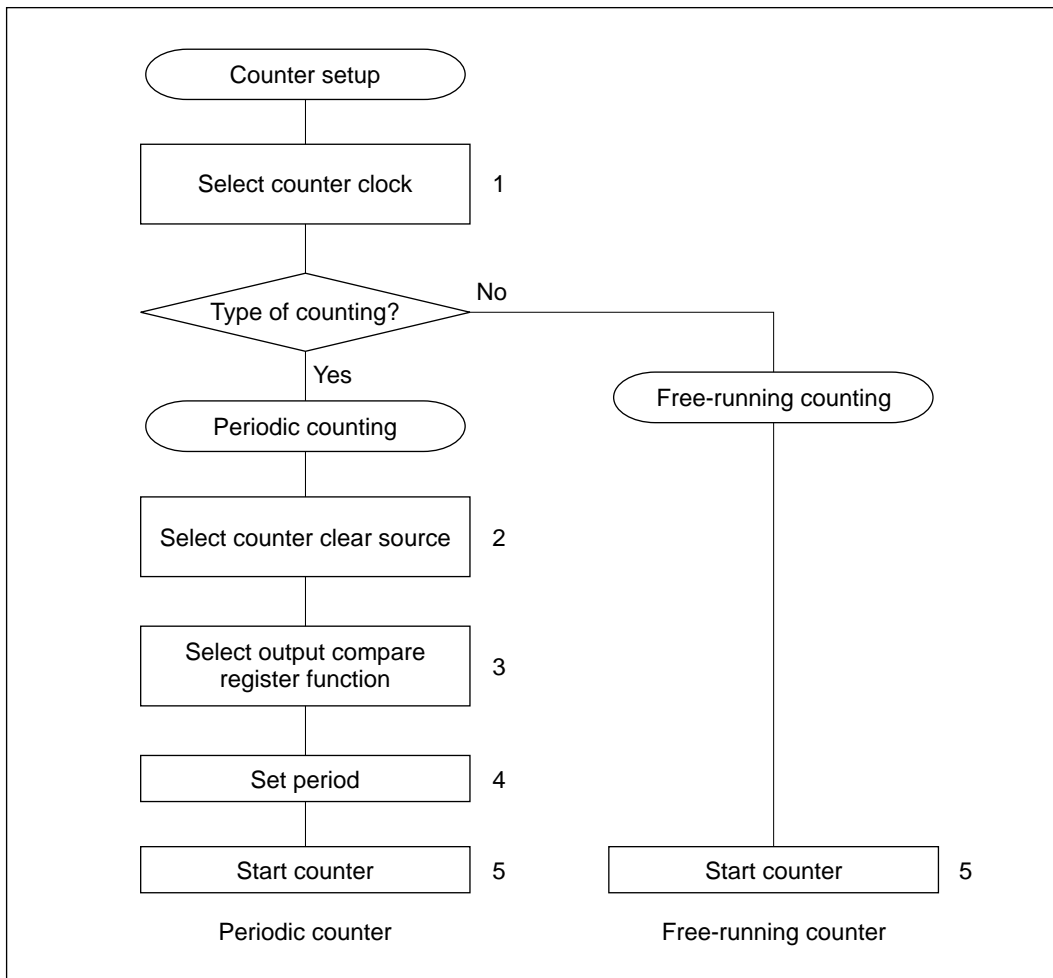 Counter setup
Select counter clock
1
Type of counting?
No
Yes
Periodic counting
Free-running counting
Select counter clear source
2
Select output compare
register function
3
Set period
4
Start counter
5
Start counter
5
Periodic counter
Free-running counter